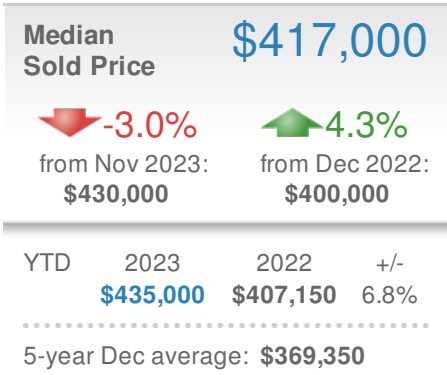 Median
Sold Price
$417,000
-3.0%
from Nov 2023:
$430,000
4.3%
from Dec 2022:
$400,000
YTD 2023 2022 +/-
$435,000 $407,150 6.8%
5-year Dec average: $369,350